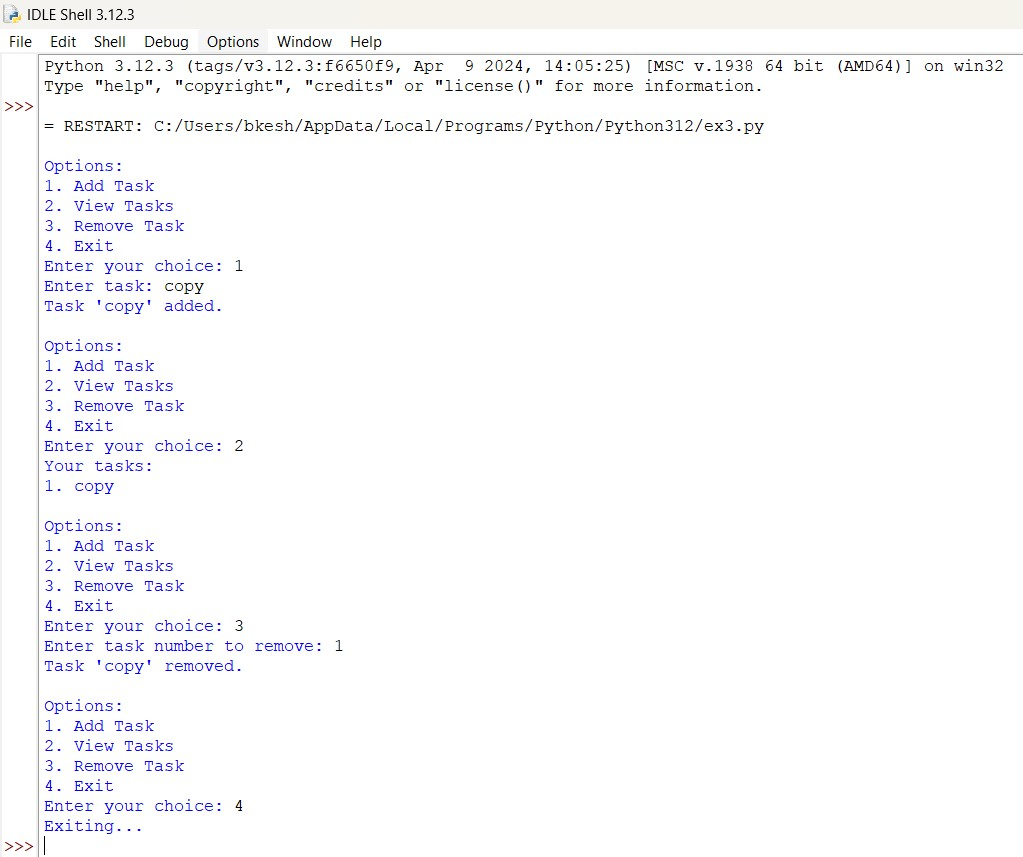 IDLE Shell 3.12.3
File Edit Shell Debug Options Window Help
Python 3.12.3 (tags/v3.12.3:f6650f9, Apr  9 2024, 14:05:25) [MSC v.1938 64 bit (AMD64)] on win32
Type "help", "copyright", "credits" or "license()" for more information.
>>>
= RESTART: C:/Users/bkesh/AppData/Local/Programs/Python/Python312/ex3.py
Options:
1. Add Task
2. View Tasks
3. Remove Task
4. Exit
Enter your choice: 1
Enter task: copy
Task 'copy' added.
Options:
1. Add Task
2. View Tasks
3. Remove Task
4. Exit
Enter your choice: 2
Your tasks:
1. copy
Options:
1. Add Task
2. View Tasks
3. Remove Task
4. Exit
Enter your choice: 3
Enter task number to remove: 1
Task 'copy' removed.
Options:
1. Add Task
2. View Tasks
3. Remove Task
4. Exit
Enter your choice: 4
Exiting...
>>>